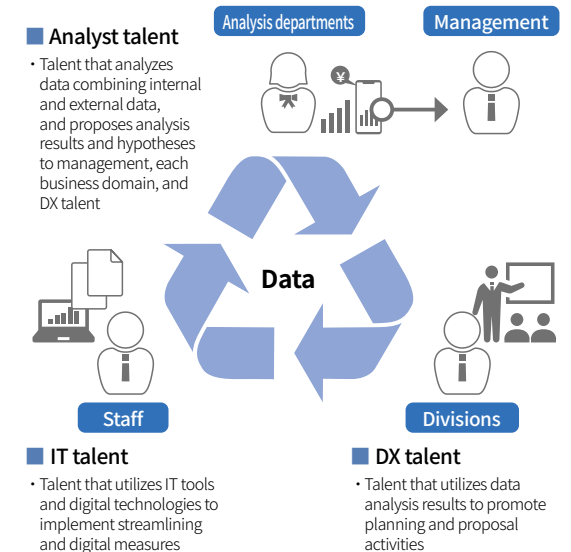 Analysis departments
Management
Analyst talent
・Talent that analyzes
data combining internal
and external data,
and proposes analysis
results and hypotheses
to management, each
business domain, and
DX talent
¥
Data
Staff
Divisions
IT talent
・Talent that utilizes IT tools
and digital technologies to
implement streamlining
and digital measures
DX talent
・Talent that utilizes data
analysis results to promote
planning and proposal
activities